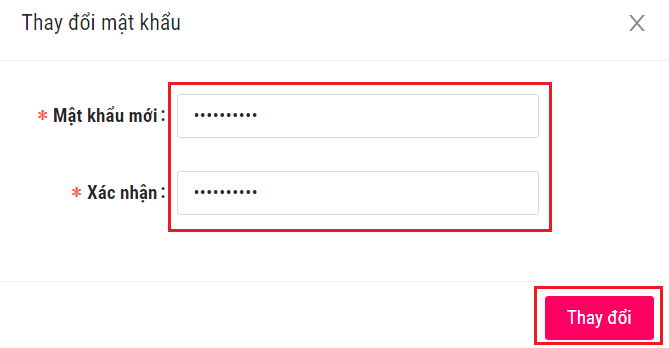 Thay đổi mật khẩu X
* Mật khẩu mới : ••••••••••
* Xác nhận : ••••••••••
Thay đổi